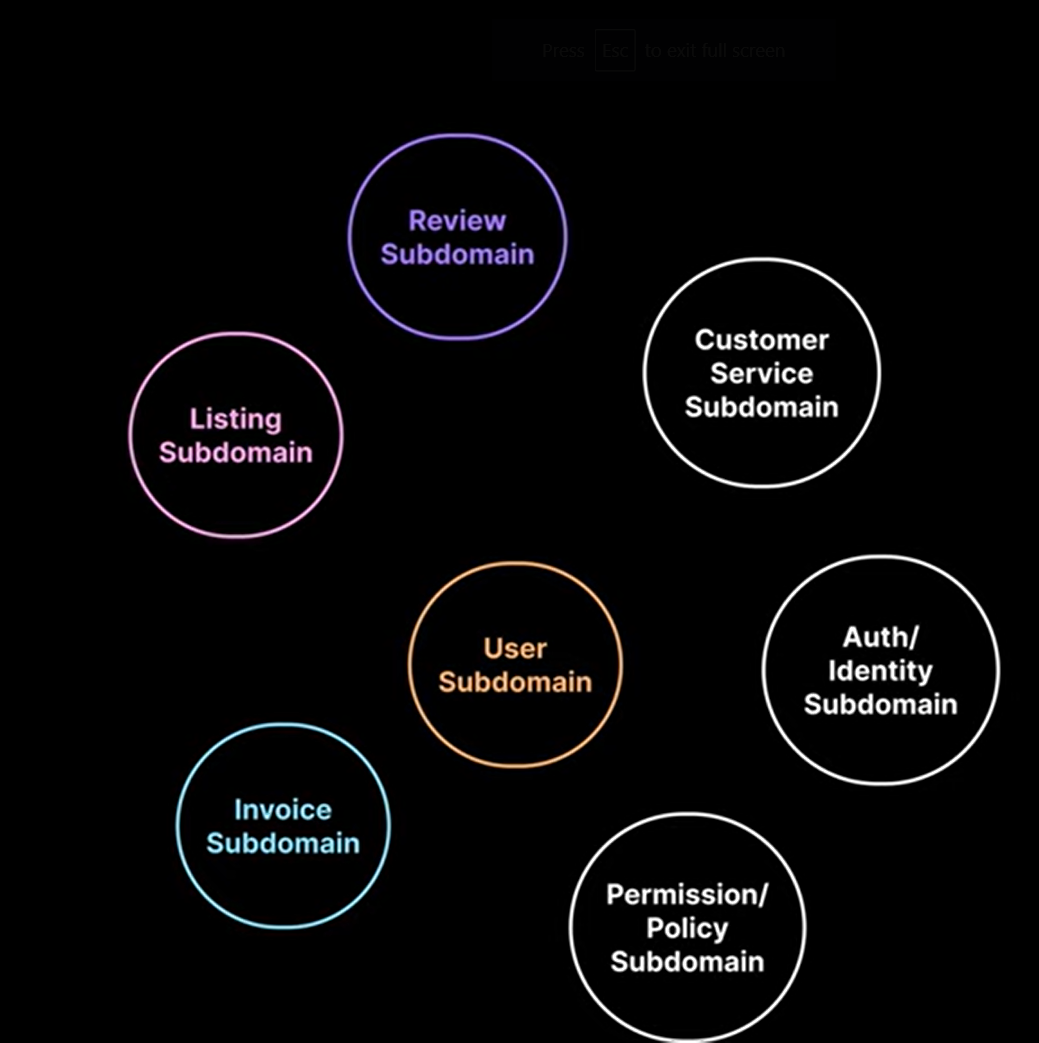 Press Esc to exit full screen
Review
Subdomain
Customer
Service
Subdomain
Listing
Subdomain
User
Subdomain
Auth/
Identity
Subdomain
Invoice
Subdomain
Permission/
Policy
Subdomain